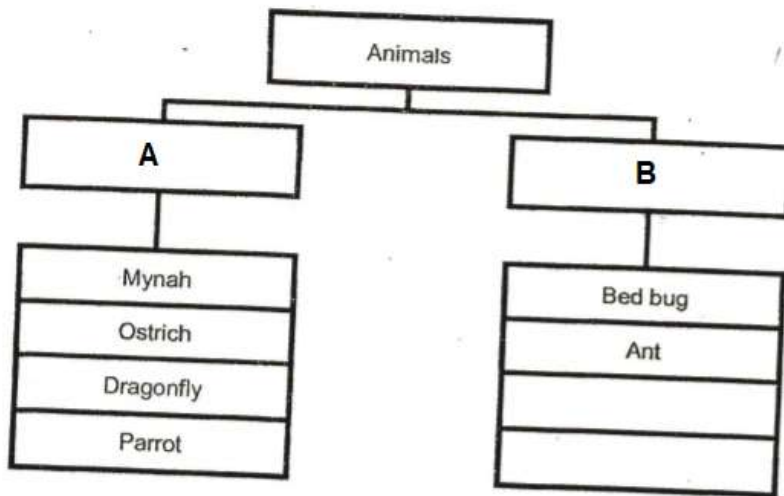 Animals
A
B
Mynah
Ostrich
Dragonfly
Parrot
Bed bug
Ant